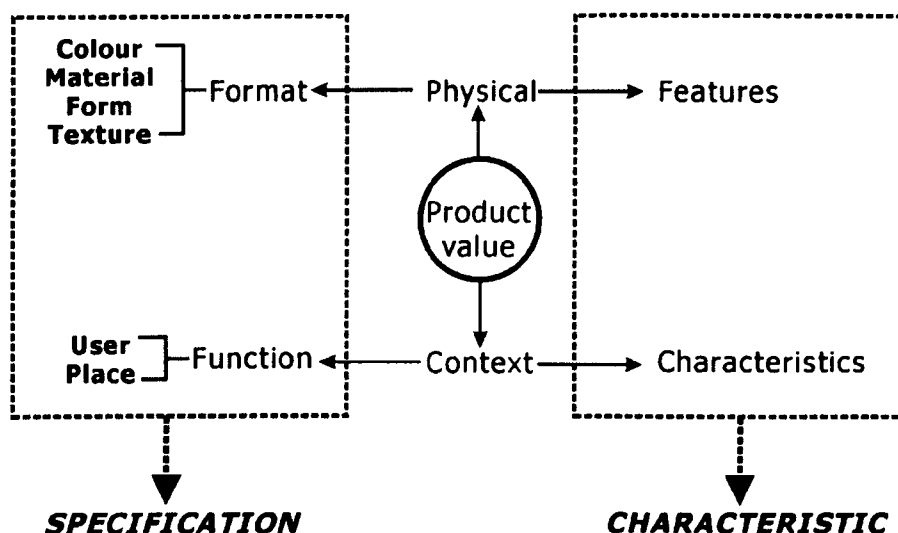 Colour
Material
Form
Texture
Format
Physical
Features
Product
value
User
Place
Function
Context
Characteristics
SPECIFICATION
CHARACTERISTIC